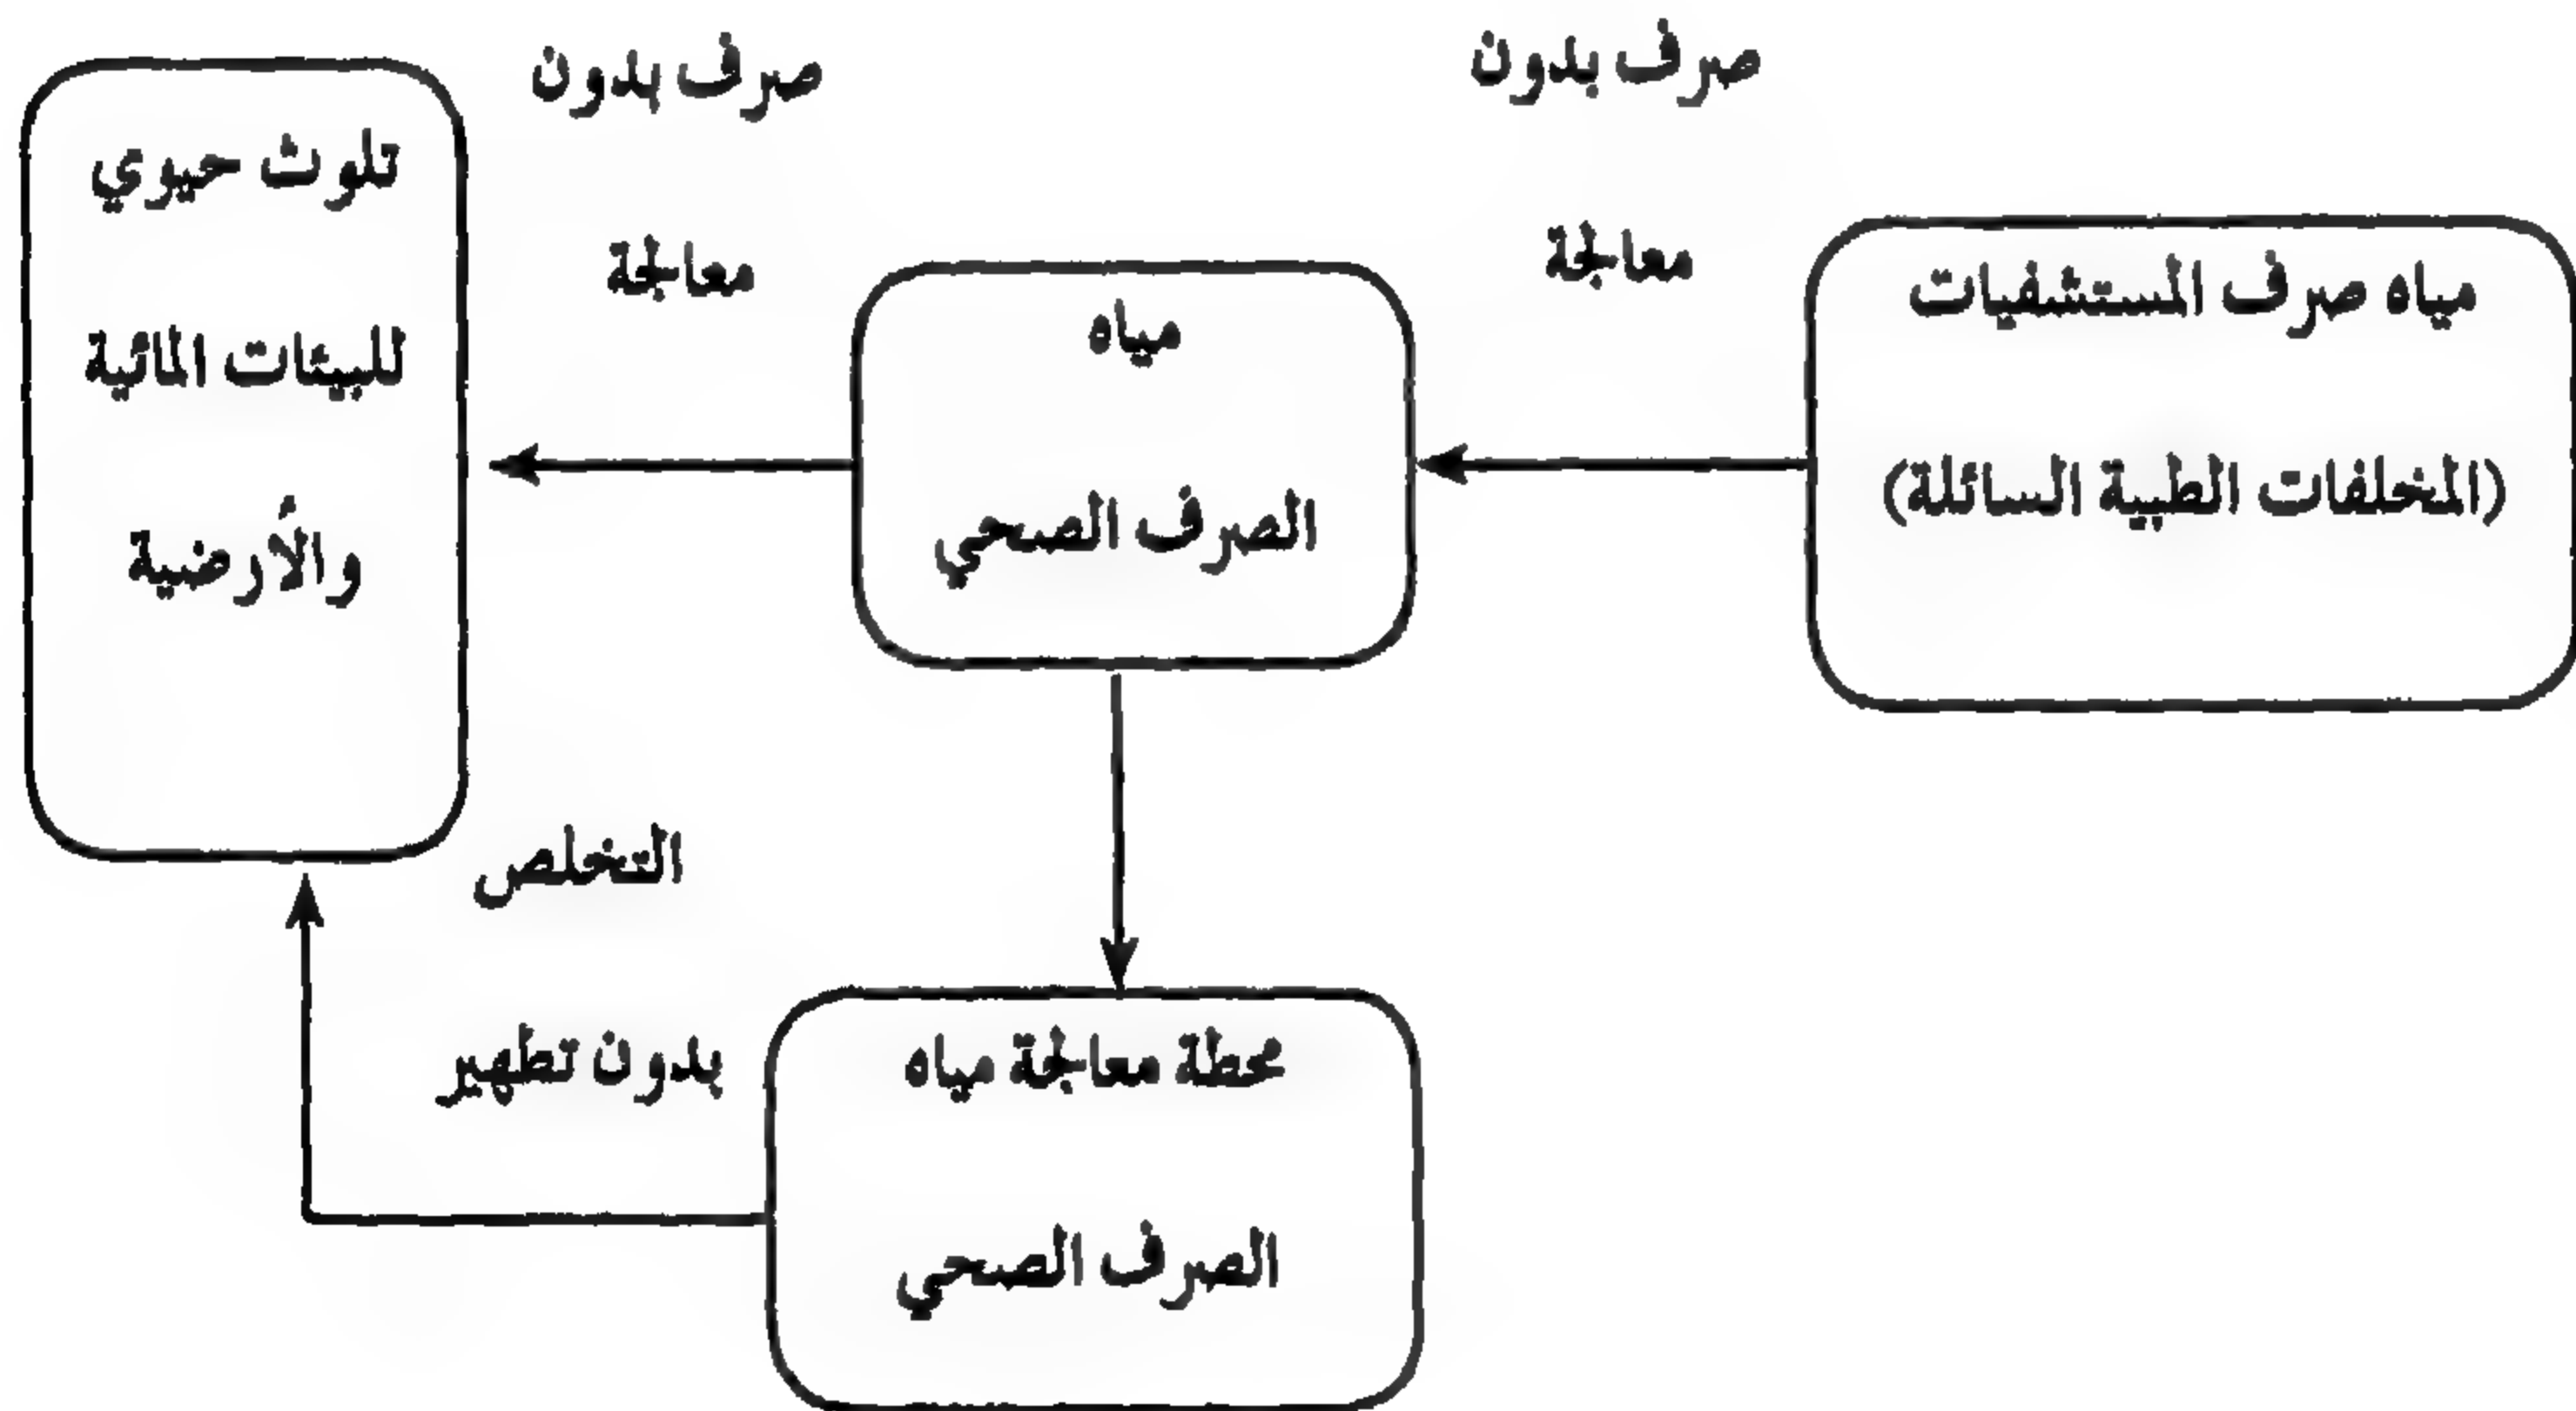 صرف بدون
معالجة
مياه صرف المستشفيات
(المخلفات الطبية السائلة)
مياه
الصرف الصحي
صرف بدون
معالجة
تلوث حيوي
للبيئات المائية
والأرضية
التخلص
بدون تطهير
محطة معالجة مياه
الصرف الصحي